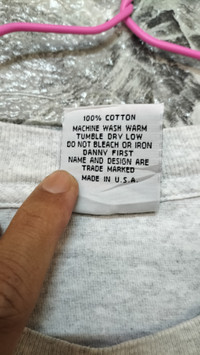 100% COTTON
MACHINE WASH WARM
TUMBLE DRY LOW
DO NOT BLEACH OR IRON
DANNY FIRST
NAME AND DESIGN ARE
TRADE MARKED
MADE IN U.S.A.